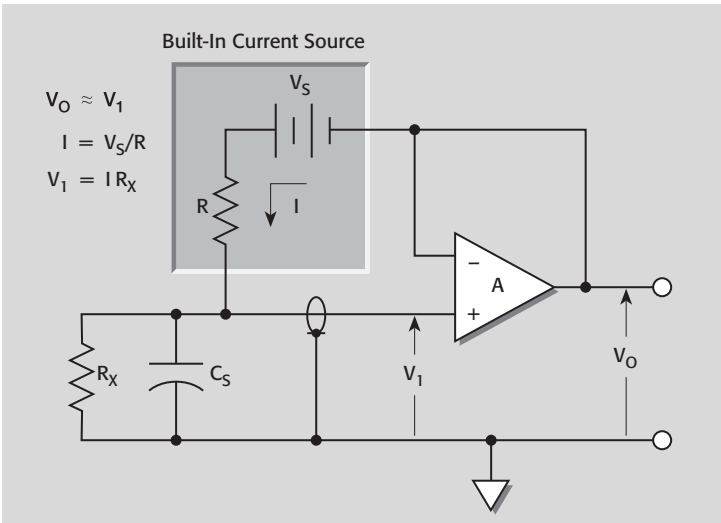 Built-In Current Source
V_O ≈ V_1
I = V_S/R
V_1 = I R_X
V_S
R
I
−
A
+
R_X
C_S
V_1
V_O